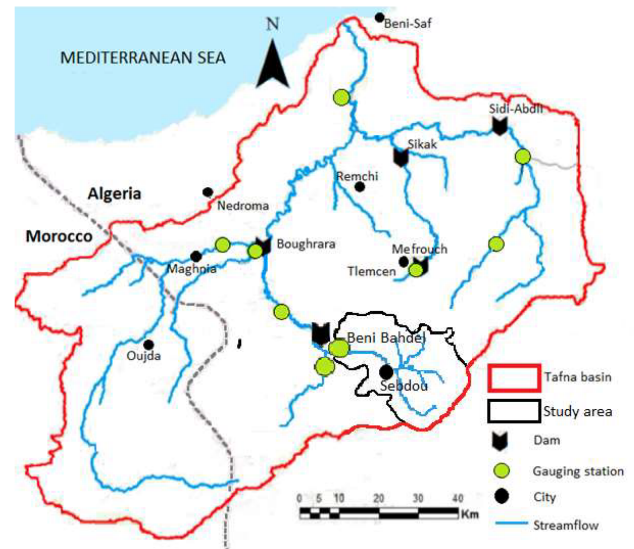 Beni-Saf
N
MEDITERRANEAN SEA
Sidi-Abdli
Sikak
Remchi
Algeria
Nedroma
Morocco
Boughrara
Mefrouch
Maghnia
Tlemcen
Beni Bahdel
Oujda
Sebdou
Tafna basin
Study area
Dam
Gauging station
City
Streamflow
0 5 10 20 30 40
Km